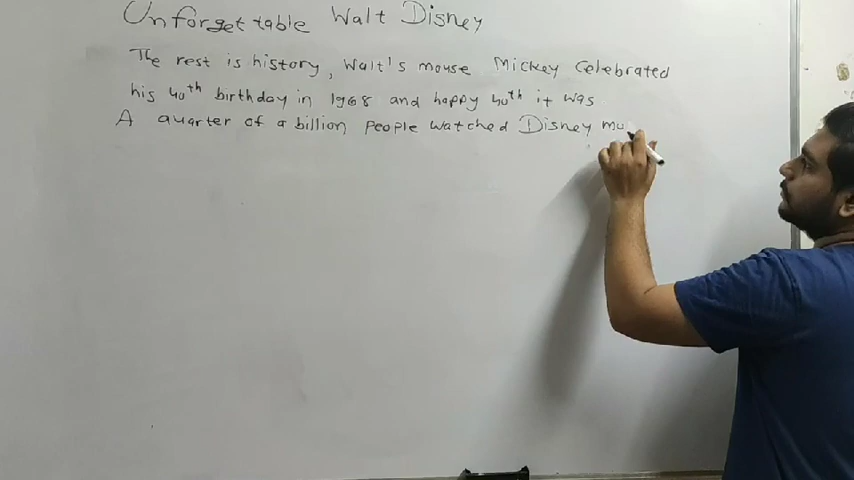 Unforgettable Walt Disney
The rest is history, Walt's mouse Mickey Celebrated
his 40th birthday in 1968 and happy 40th it was
A quarter of a billion people watched Disney mu